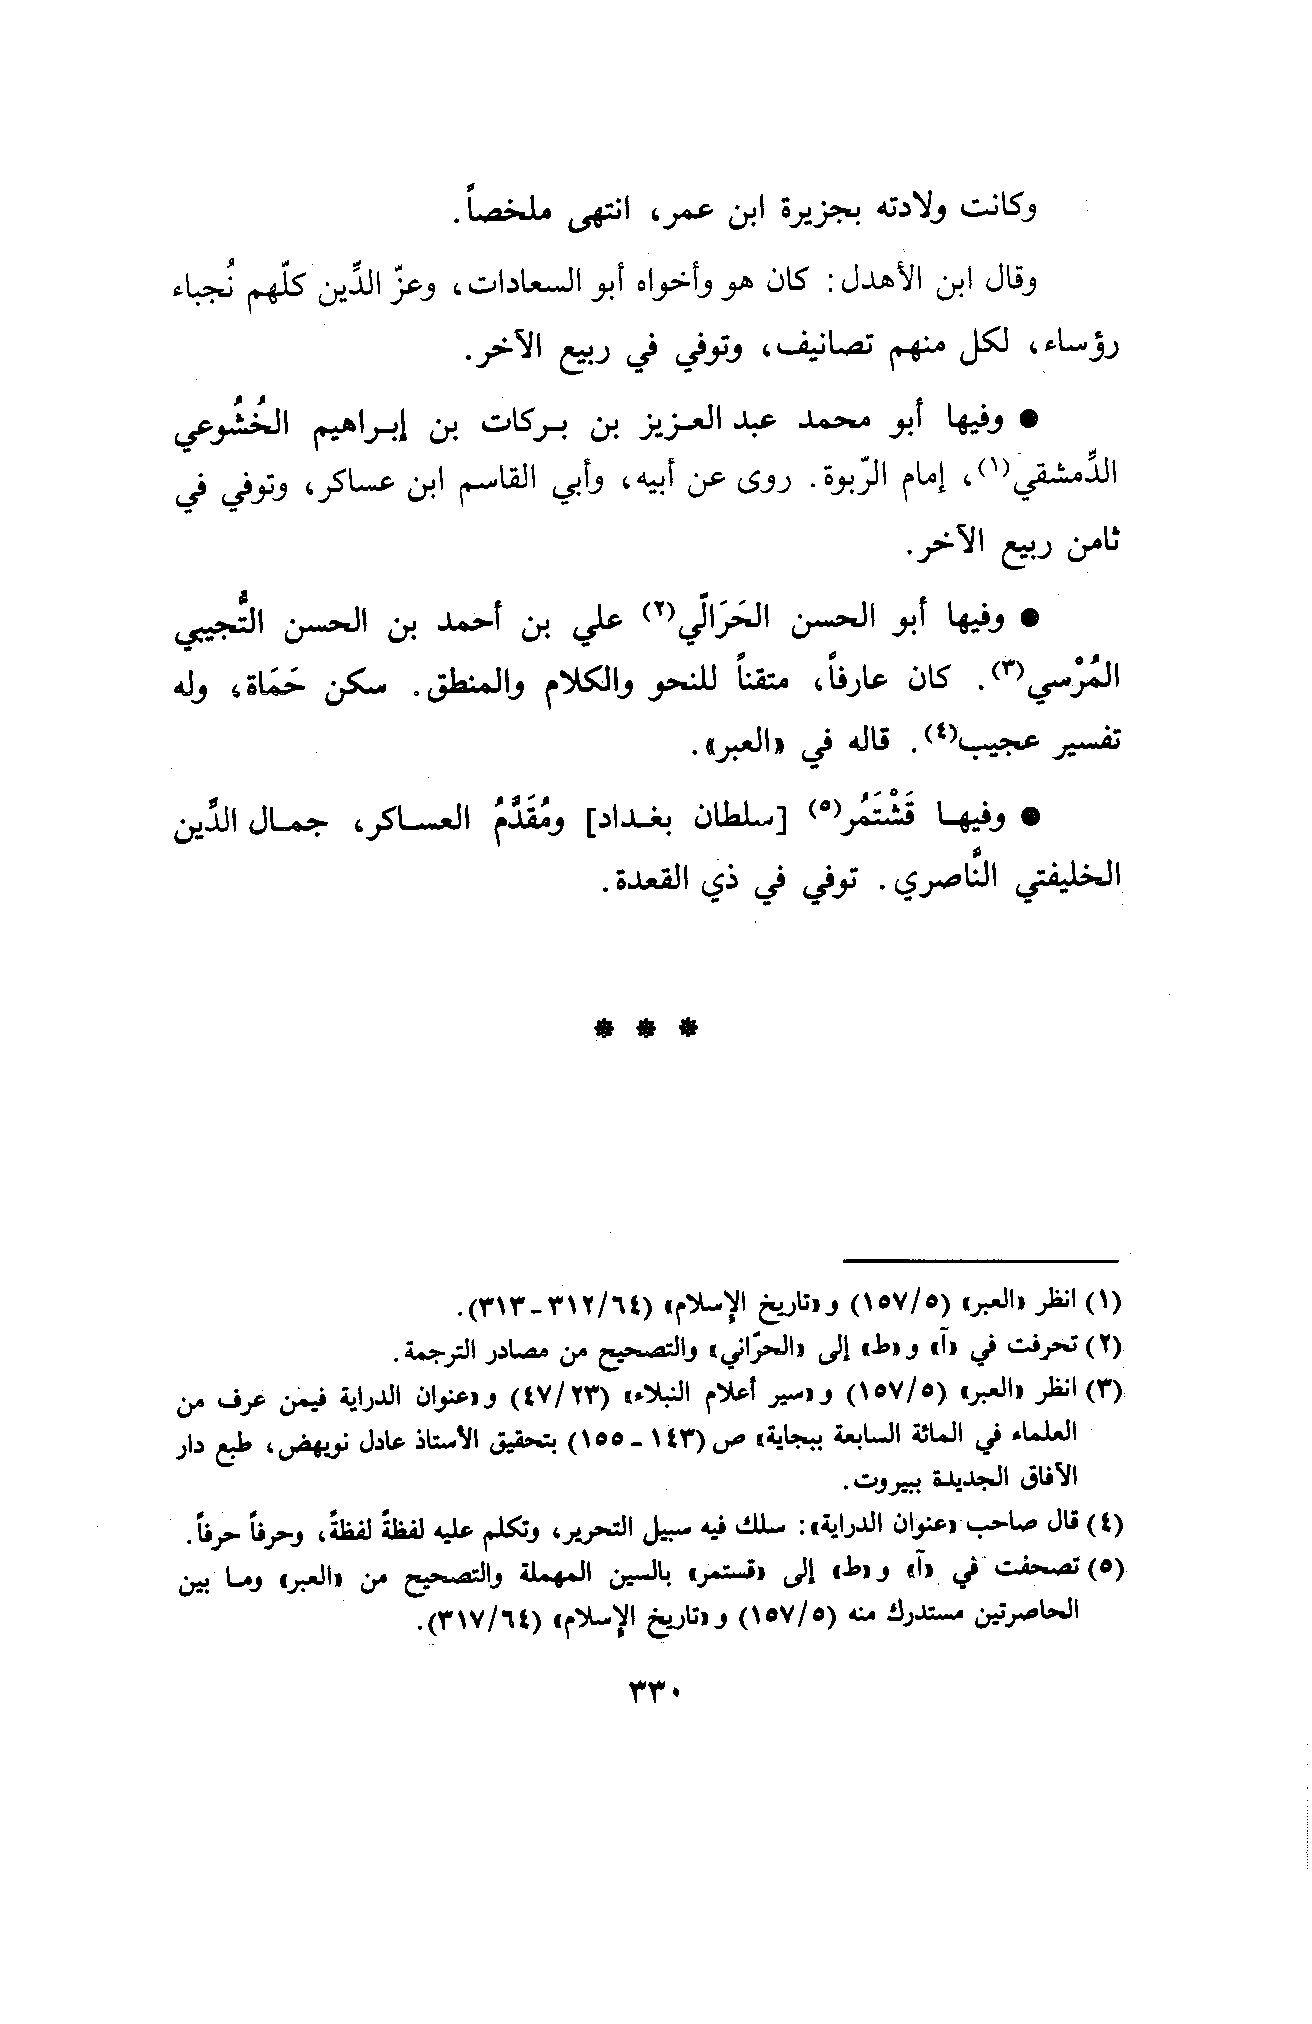 وكانت ولادته بجزيرة ابن عمر، انتهى ملخصاً.
وقال ابن الأهدل: كان هو وأخواه أبو السعادات، وعزّ الدِّين كلّهم نُجباء
رؤساء، لكل منهم تصانيف، وتوفي في ربيع الآخر.
● وفيها أبو محمد عبد العزيز بن بركات بن إبراهيم الخُشُوعي
الدِّمشقي(١)، إمام الرّبوة. روى عن أبيه، وأبي القاسم ابن عساكر، وتوفي في
ثامن ربيع الآخر.
● وفيها أبو الحسن الحَرَالّي(٢) علي بن أحمد بن الحسن التُّجيبي
المُرْسي(٣). كان عارفاً، متقناً للنحو والكلام والمنطق. سكن حَمَاة، وله
تفسير عجيب(٤). قاله في «العبر».
● وفيها قَشْتَمُر(٥) [سلطان بغداد] ومُقَدَّمُ العساكر، جمال الدِّين
الخليفتي النَّاصري. توفي في ذي القعدة.
* * *
(١) انظر «العبر» (١٥٧/٥) و«تاريخ الإسلام» (٣١٢/٦٤ - ٣١٣).
(٢) تحرفت في «آ» و«ط» إلى «الحرّاني» والتصحيح من مصادر الترجمة.
(٣) انظر «العبر» (١٥٧/٥) و«سير أعلام النبلاء» (٤٧/٢٣) و«عنوان الدراية فيمن عرف من
العلماء في المائة السابعة ببجاية» ص (١٤٣ - ١٥٥) بتحقيق الأستاذ عادل نويهض، طبع دار
الآفاق الجديدة ببيروت.
(٤) قال صاحب «عنوان الدراية»: سلك فيه سبيل التحرير، وتكلم عليه لفظةً لفظةً، وحرفاً حرفاً.
(٥) تصحفت في «آ» و«ط» إلى «قستمر» بالسين المهملة والتصحيح من «العبر» وما بين
الحاصرتين مستدرك منه (١٥٧/٥) و«تاريخ الإسلام» (٣١٧/٦٤).
٣٣٠